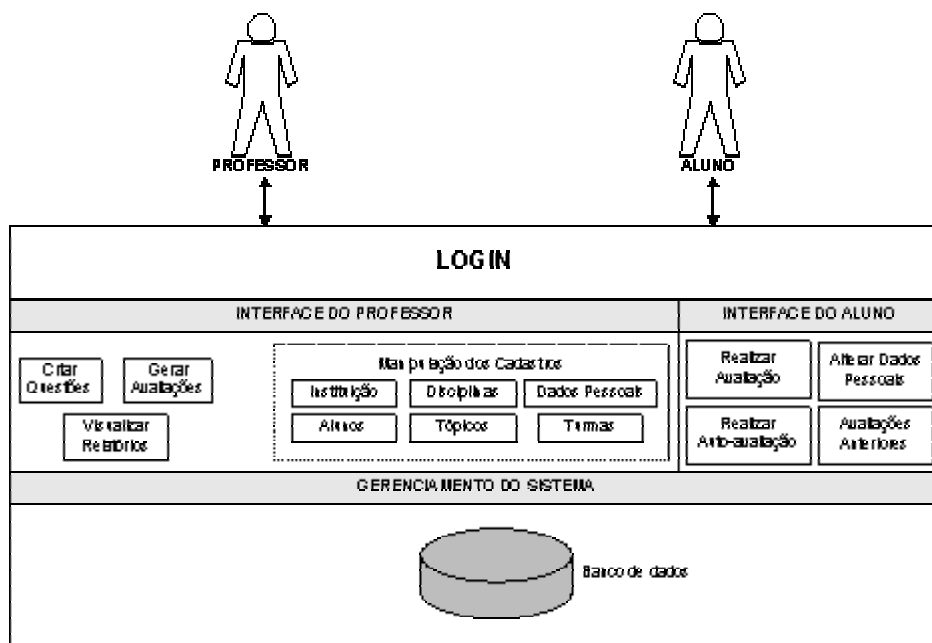 PROFESSOR
ALUNO
LOGIN
INTERFACE DO PROFESSOR
INTERFACE DO ALUNO
Criar
Questões
Gerar
Avaliações
Visualizar
Relatórios
Manipulação dos Cadastros
Instituição
Disciplinas
Dados Pessoais
Alunos
Tópicos
Turmas
Realizar
Avaliação
Alterar Dados
Pessoais
Realizar
Auto-avaliação
Avaliações
Anteriores
GERENCIAMENTO DO SISTEMA
Banco de dados